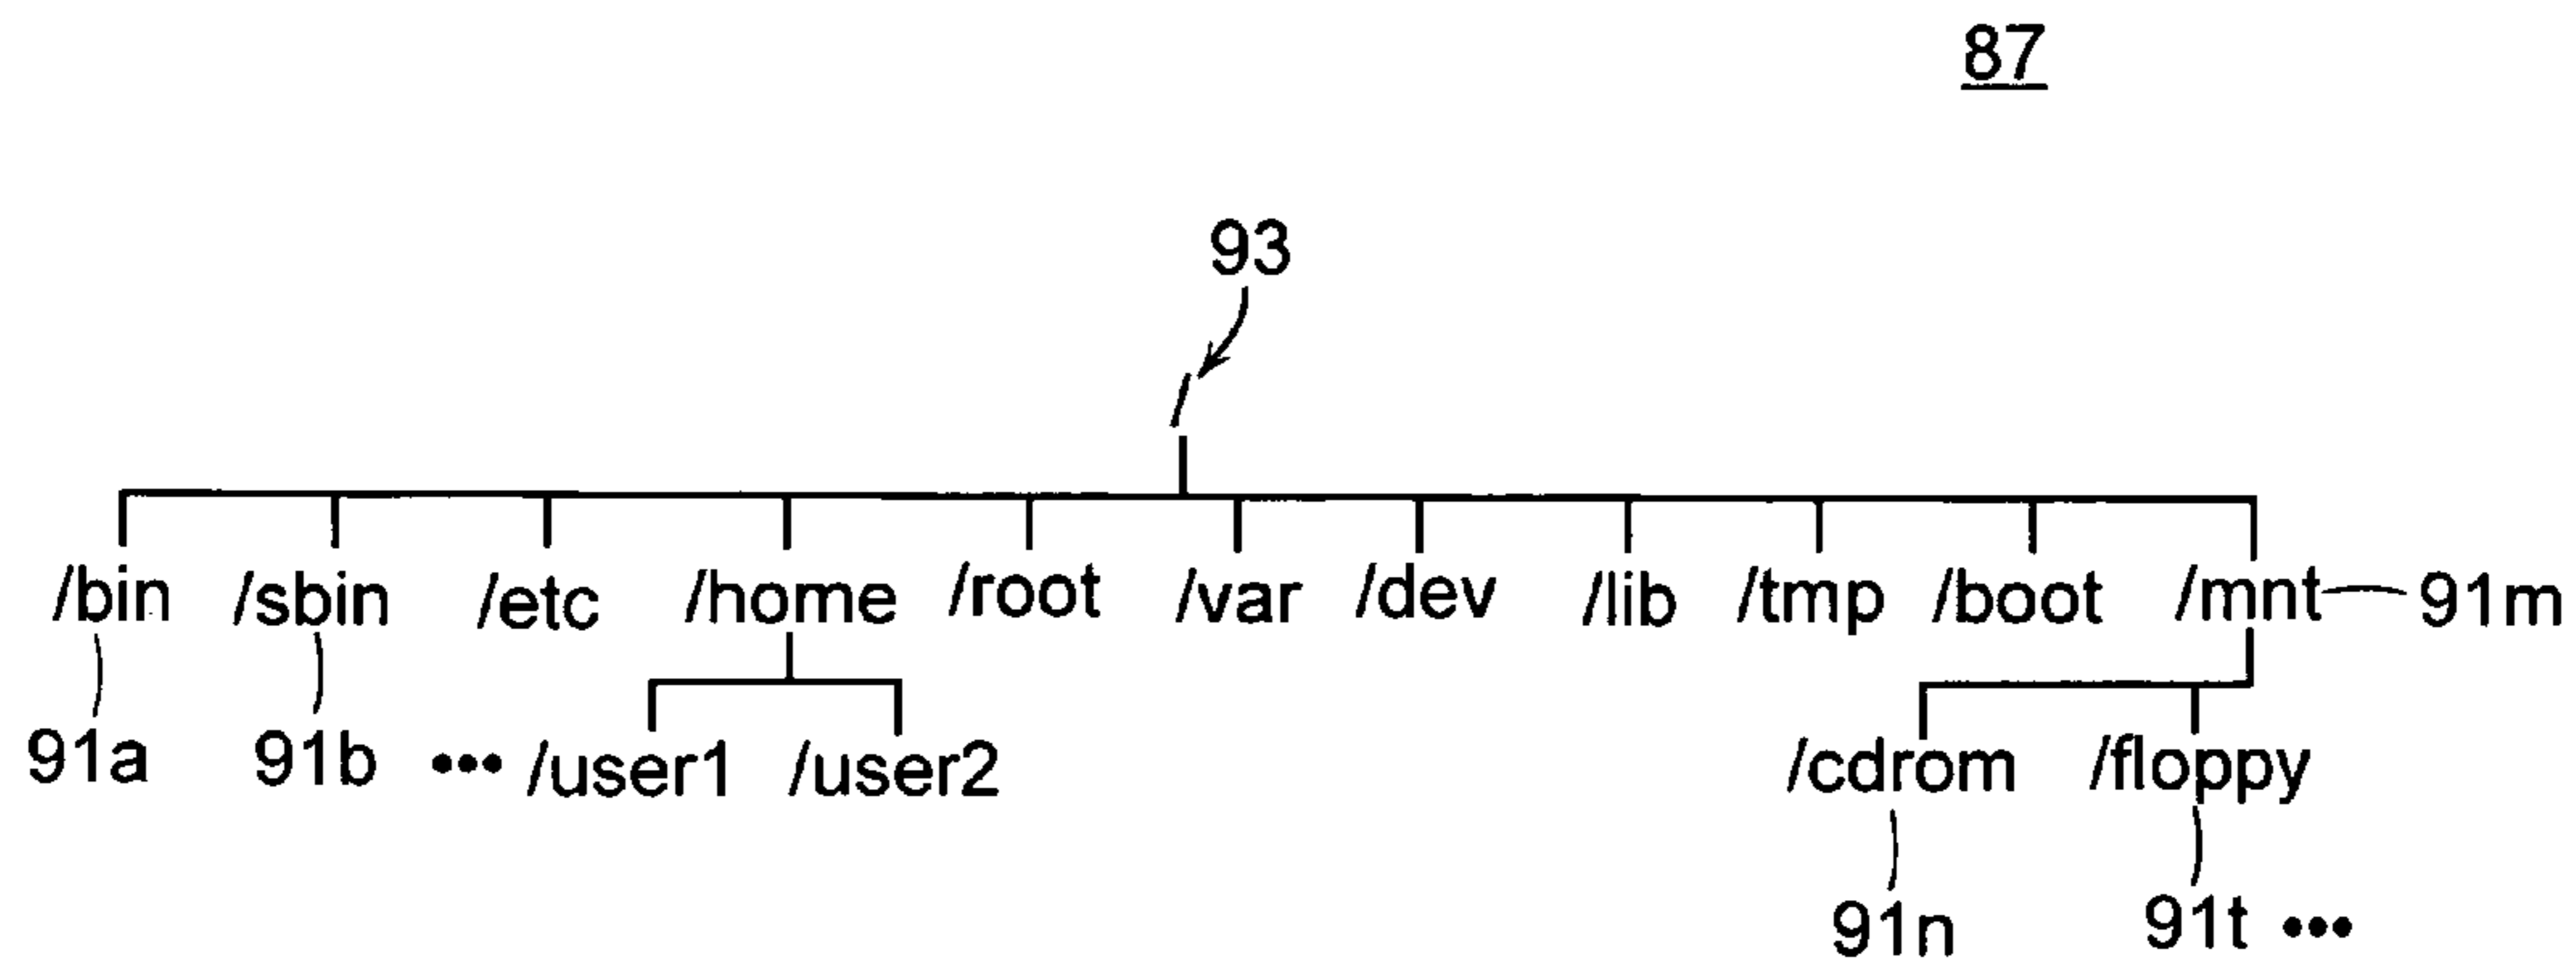 87
93
/
/bin /sbin /etc /home /root /var /dev /lib /tmp /boot /mnt 91m
91a 91b ••• /user1 /user2 /cdrom /floppy
91n 91t •••